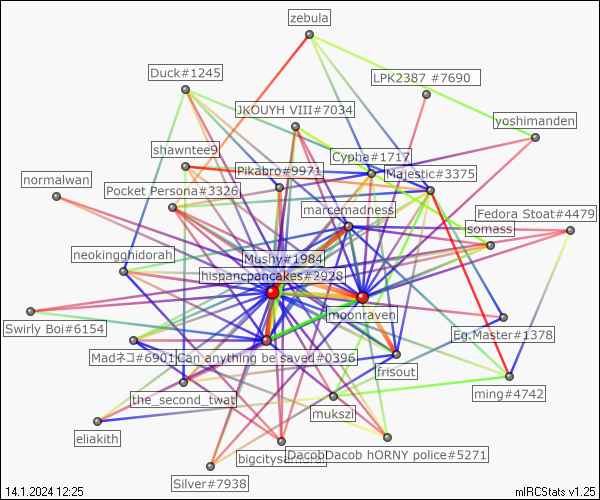 zebula
Duck#1245
LPK2387 #7690
JKOUYH VIII#7034
yoshimanden
shawntee9
Cypha#1717
Pikabro#9971
Majestic#3375
normalwan
Pocket Persona#3326
marcemadness
Fedora Stoat#4479
somass
neokingghidorah
Mushy#1984
hispancpancakes#2928
moonraven
Swirly Boi#6154
Eg.Master#1378
Madネコ#6901
Can anything be saved#0396
frisout
the_second_twat
ming#4742
mukszi
eliakith
bigcitysamurai
DacobDacob hORNY police#5271
Silver#7938
14.1.2024 12:25
mIRCStats v1.25